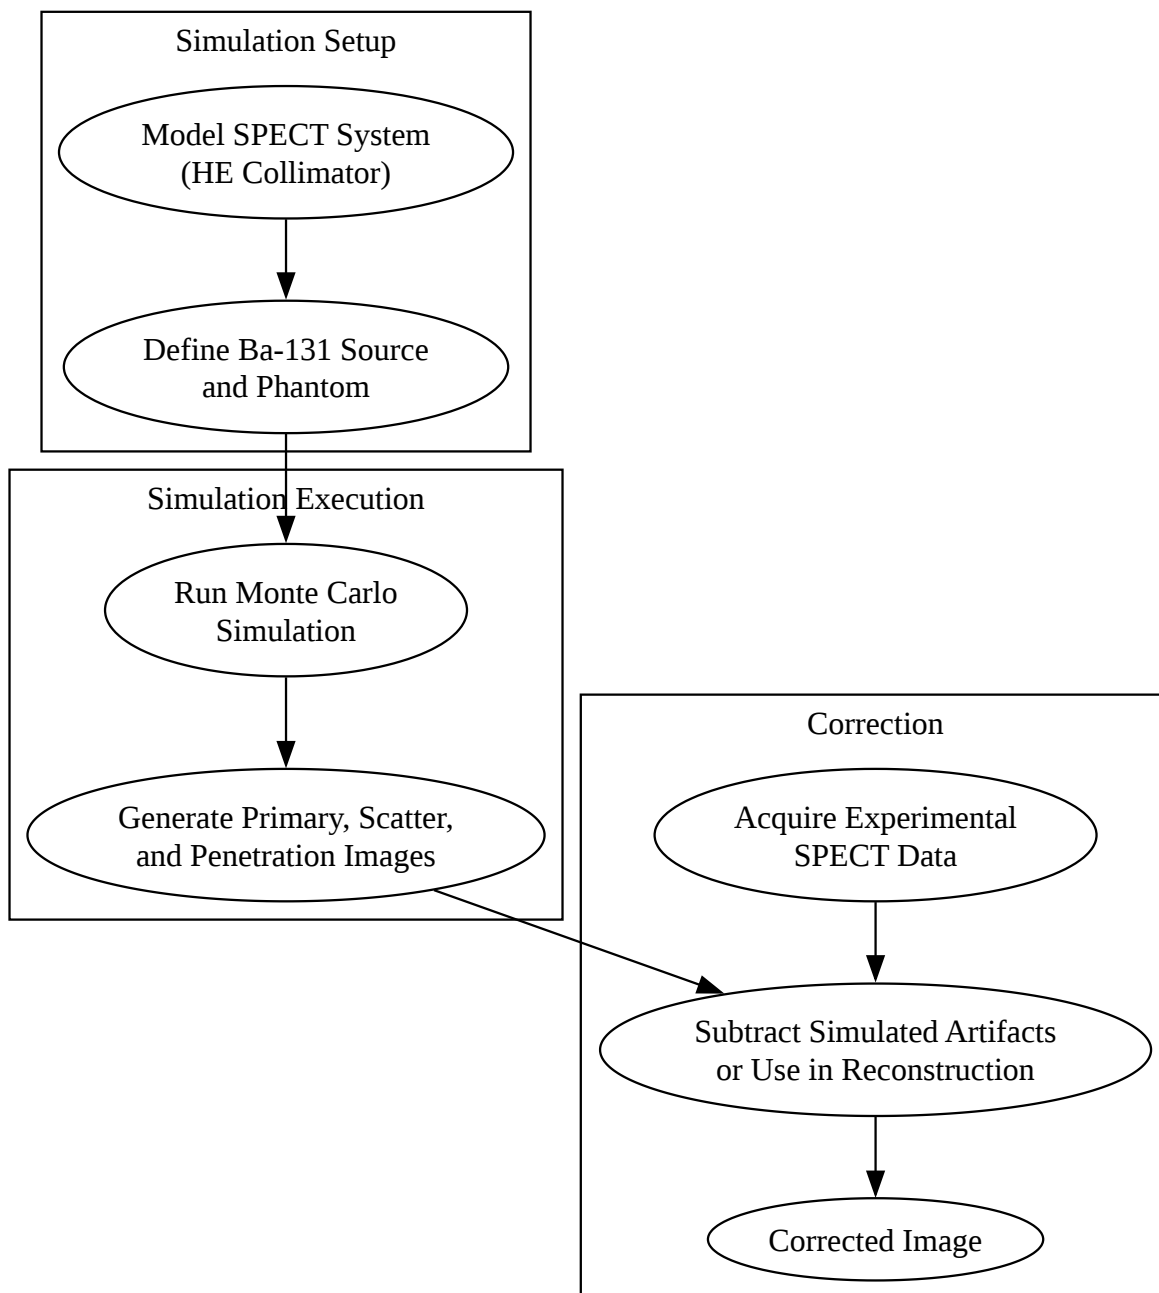 Simulation Setup
Model SPECT System
(HE Collimator)
Define Ba-131 Source
and Phantom
Simulation Execution
Run Monte Carlo
Simulation
Generate Primary, Scatter,
and Penetration Images
Correction
Acquire Experimental
SPECT Data
Subtract Simulated Artifacts
or Use in Reconstruction
Corrected Image